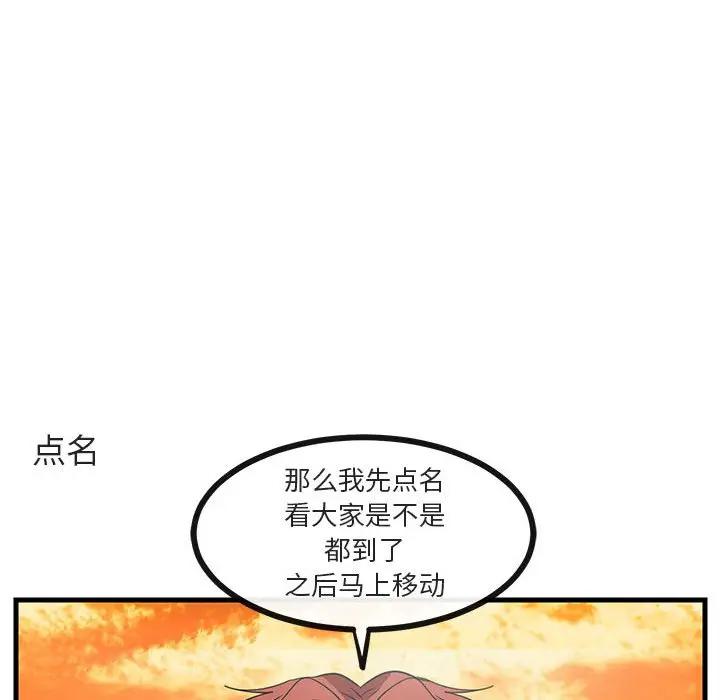 点名
那么我先点名
看大家是不是
都到了
之后马上移动